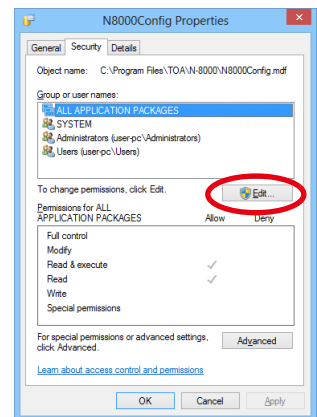 N8000Config Properties
General Security Details
Object name: C:\Program Files\TOA\N-8000\N8000Config.mdf
Group or user names:
ALL APPLICATION PACKAGES
SYSTEM
Administrators (user-pc\Administrators)
Users (user-pc\Users)
To change permissions, click Edit.
Edit...
Permissions for ALL
APPLICATION PACKAGES Allow Deny
Full control
Modify
Read & execute
Read
Write
Special permissions
For special permissions or advanced settings,
click Advanced.
Advanced
Learn about access control and permissions
OK Cancel Apply